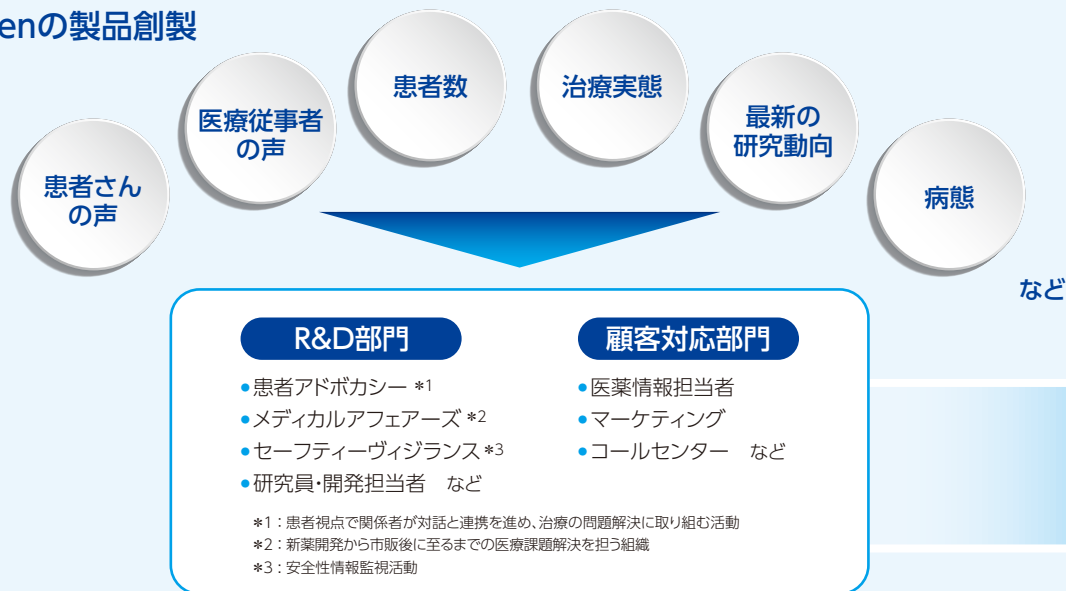 enの製品創製
患者さん
の声
医療従事者
の声
患者数
治療実態
最新の
研究動向
病態
など
R&D部門
●患者アドボカシー *1
●メディカルアフェアーズ *2
●セーフティーヴィジランス *3
●研究員・開発担当者　など
顧客対応部門
●医薬情報担当者
●マーケティング
●コールセンター　など
*1：患者視点で関係者が対話と連携を進め、治療の問題解決に取り組む活動
*2：新薬開発から市販後に至るまでの医療課題解決を担う組織
*3：安全性情報監視活動